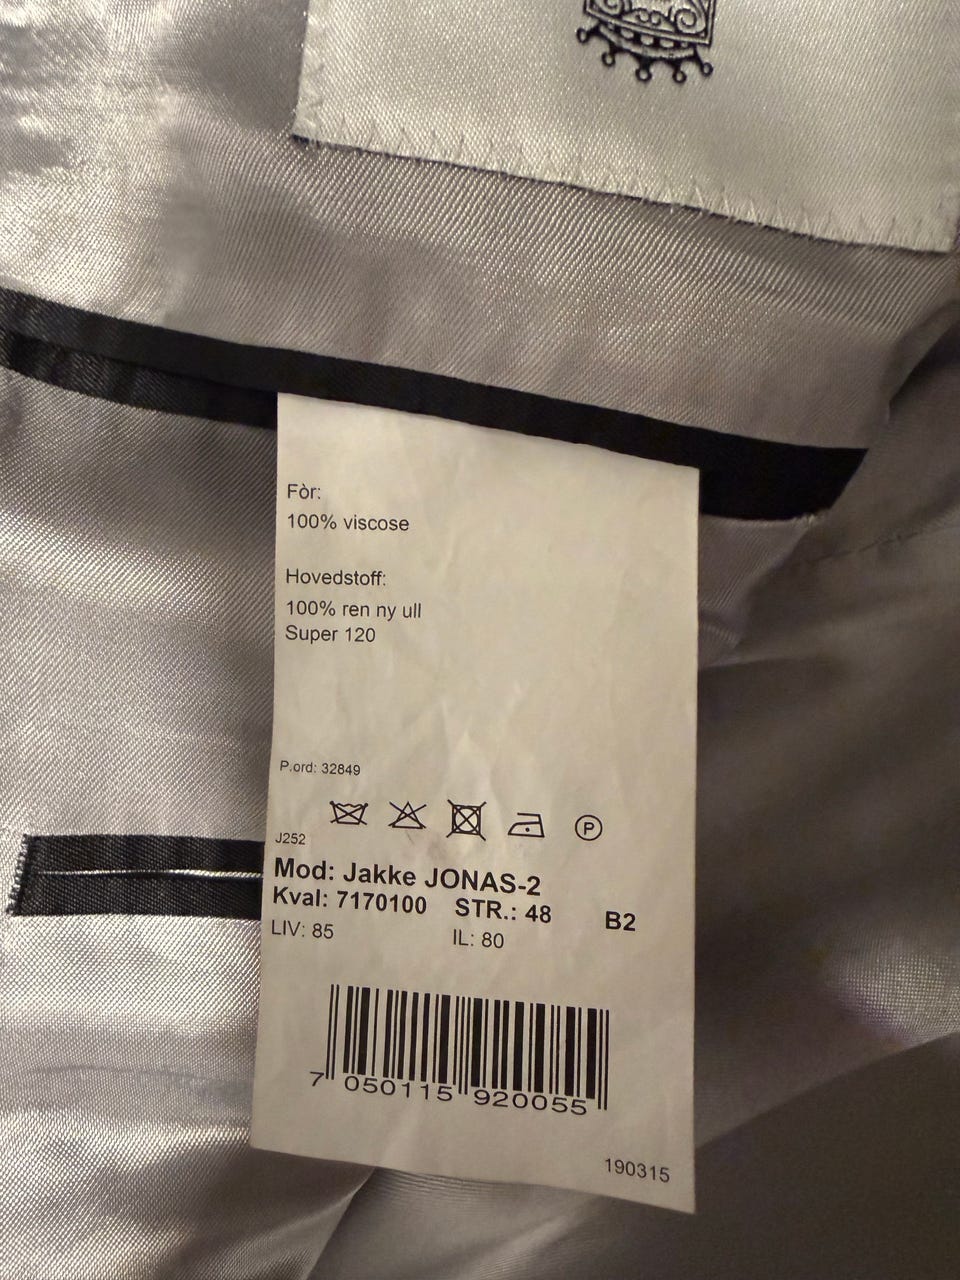 Fòr:
100% viscose
Hovedstoff:
100% ren ny ull
Super 120
P.ord: 32849
P
J252
Mod: Jakke JONAS-2
Kval: 7170100 STR.: 48 B2
LIV: 85 IL: 80
7 050115 920055
190315